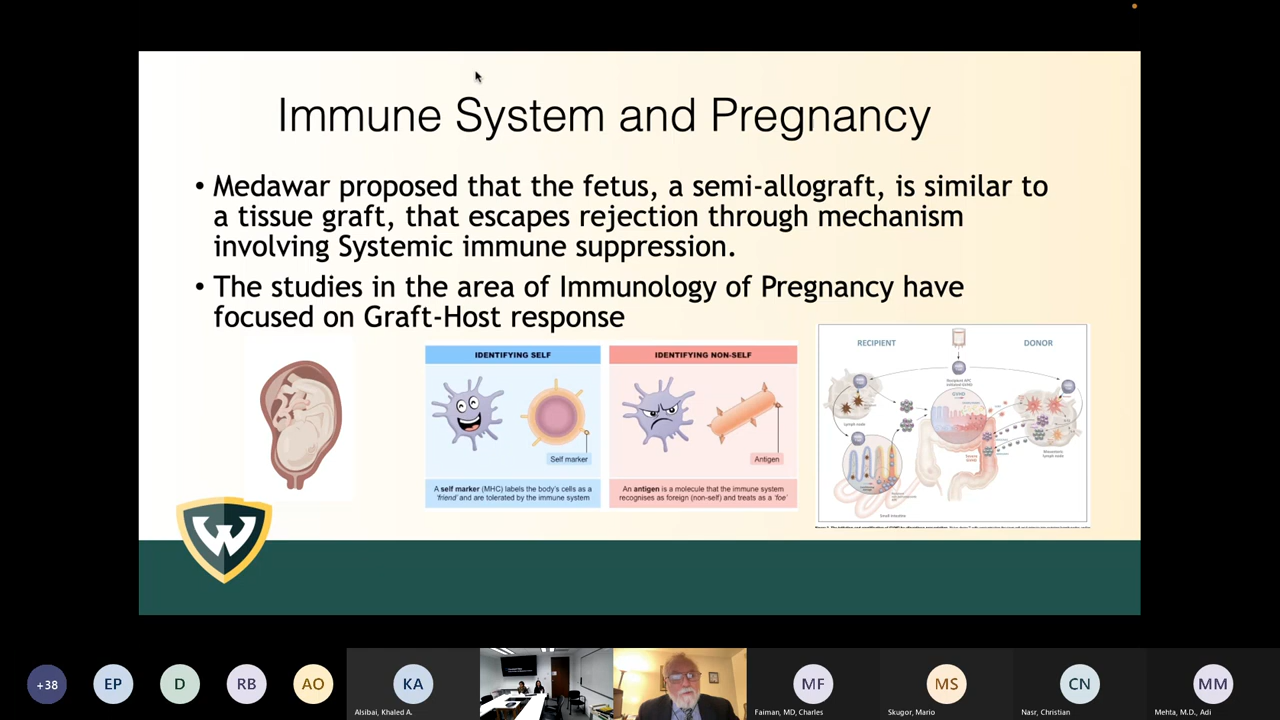 Immune System and Pregnancy
• Medawar proposed that the fetus, a semi-allograft, is similar to
a tissue graft, that escapes rejection through mechanism
involving Systemic immune suppression.
• The studies in the area of Immunology of Pregnancy have
focused on Graft-Host response
IDENTIFYING SELF
Self marker
A self marker (MHC) labels the body's cells as a
'friend' and are tolerated by the immune system
IDENTIFYING NON-SELF
Antigen
An antigen is a molecule that the immune system
recognises as foreign (non-self) and treats as a 'foe'
RECIPIENT
DONOR
Lymph node
Small intestine
W
+38
EP
D
RB
AO
KA
Alsibai, Khaled A.
MF
Faiman, MD, Charles
MS
Skugor, Mario
CN
Nasr, Christian
MM
Mehta, M.D., Adi